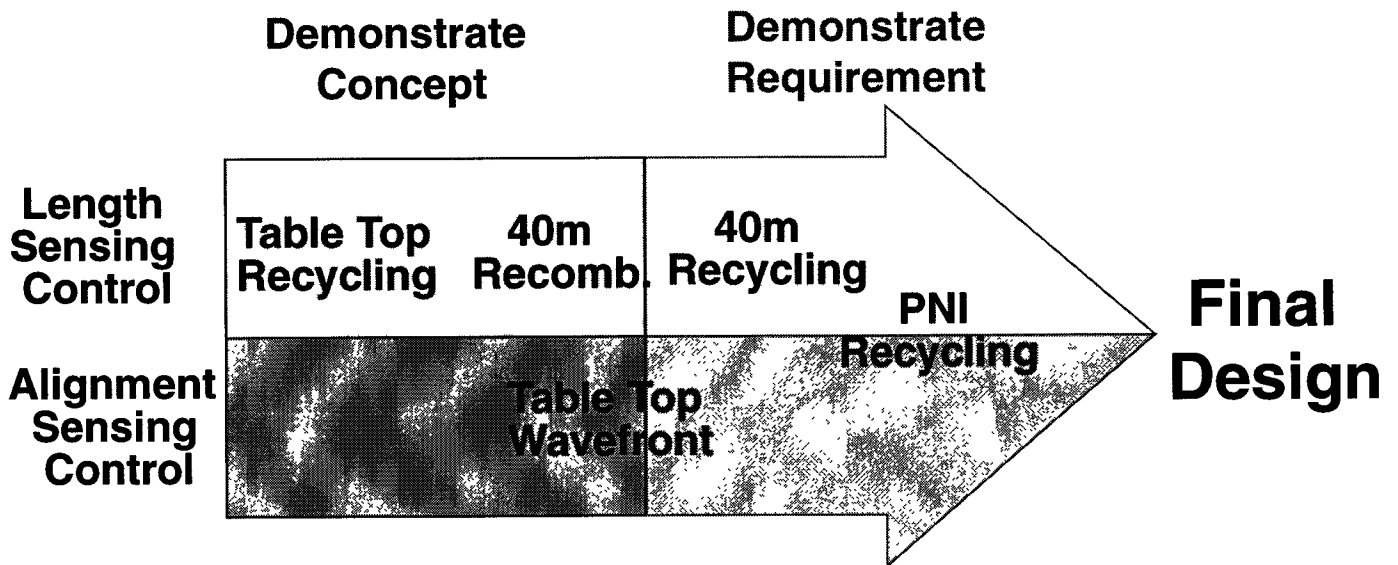 Demonstrate
Concept
Demonstrate
Requirement
Length
Sensing
Control
Table Top
Recycling
40m
Recomb.
40m
Recycling
PNI
Recycling
Final
Design
Alignment
Sensing
Control
Table Top
Wavefront